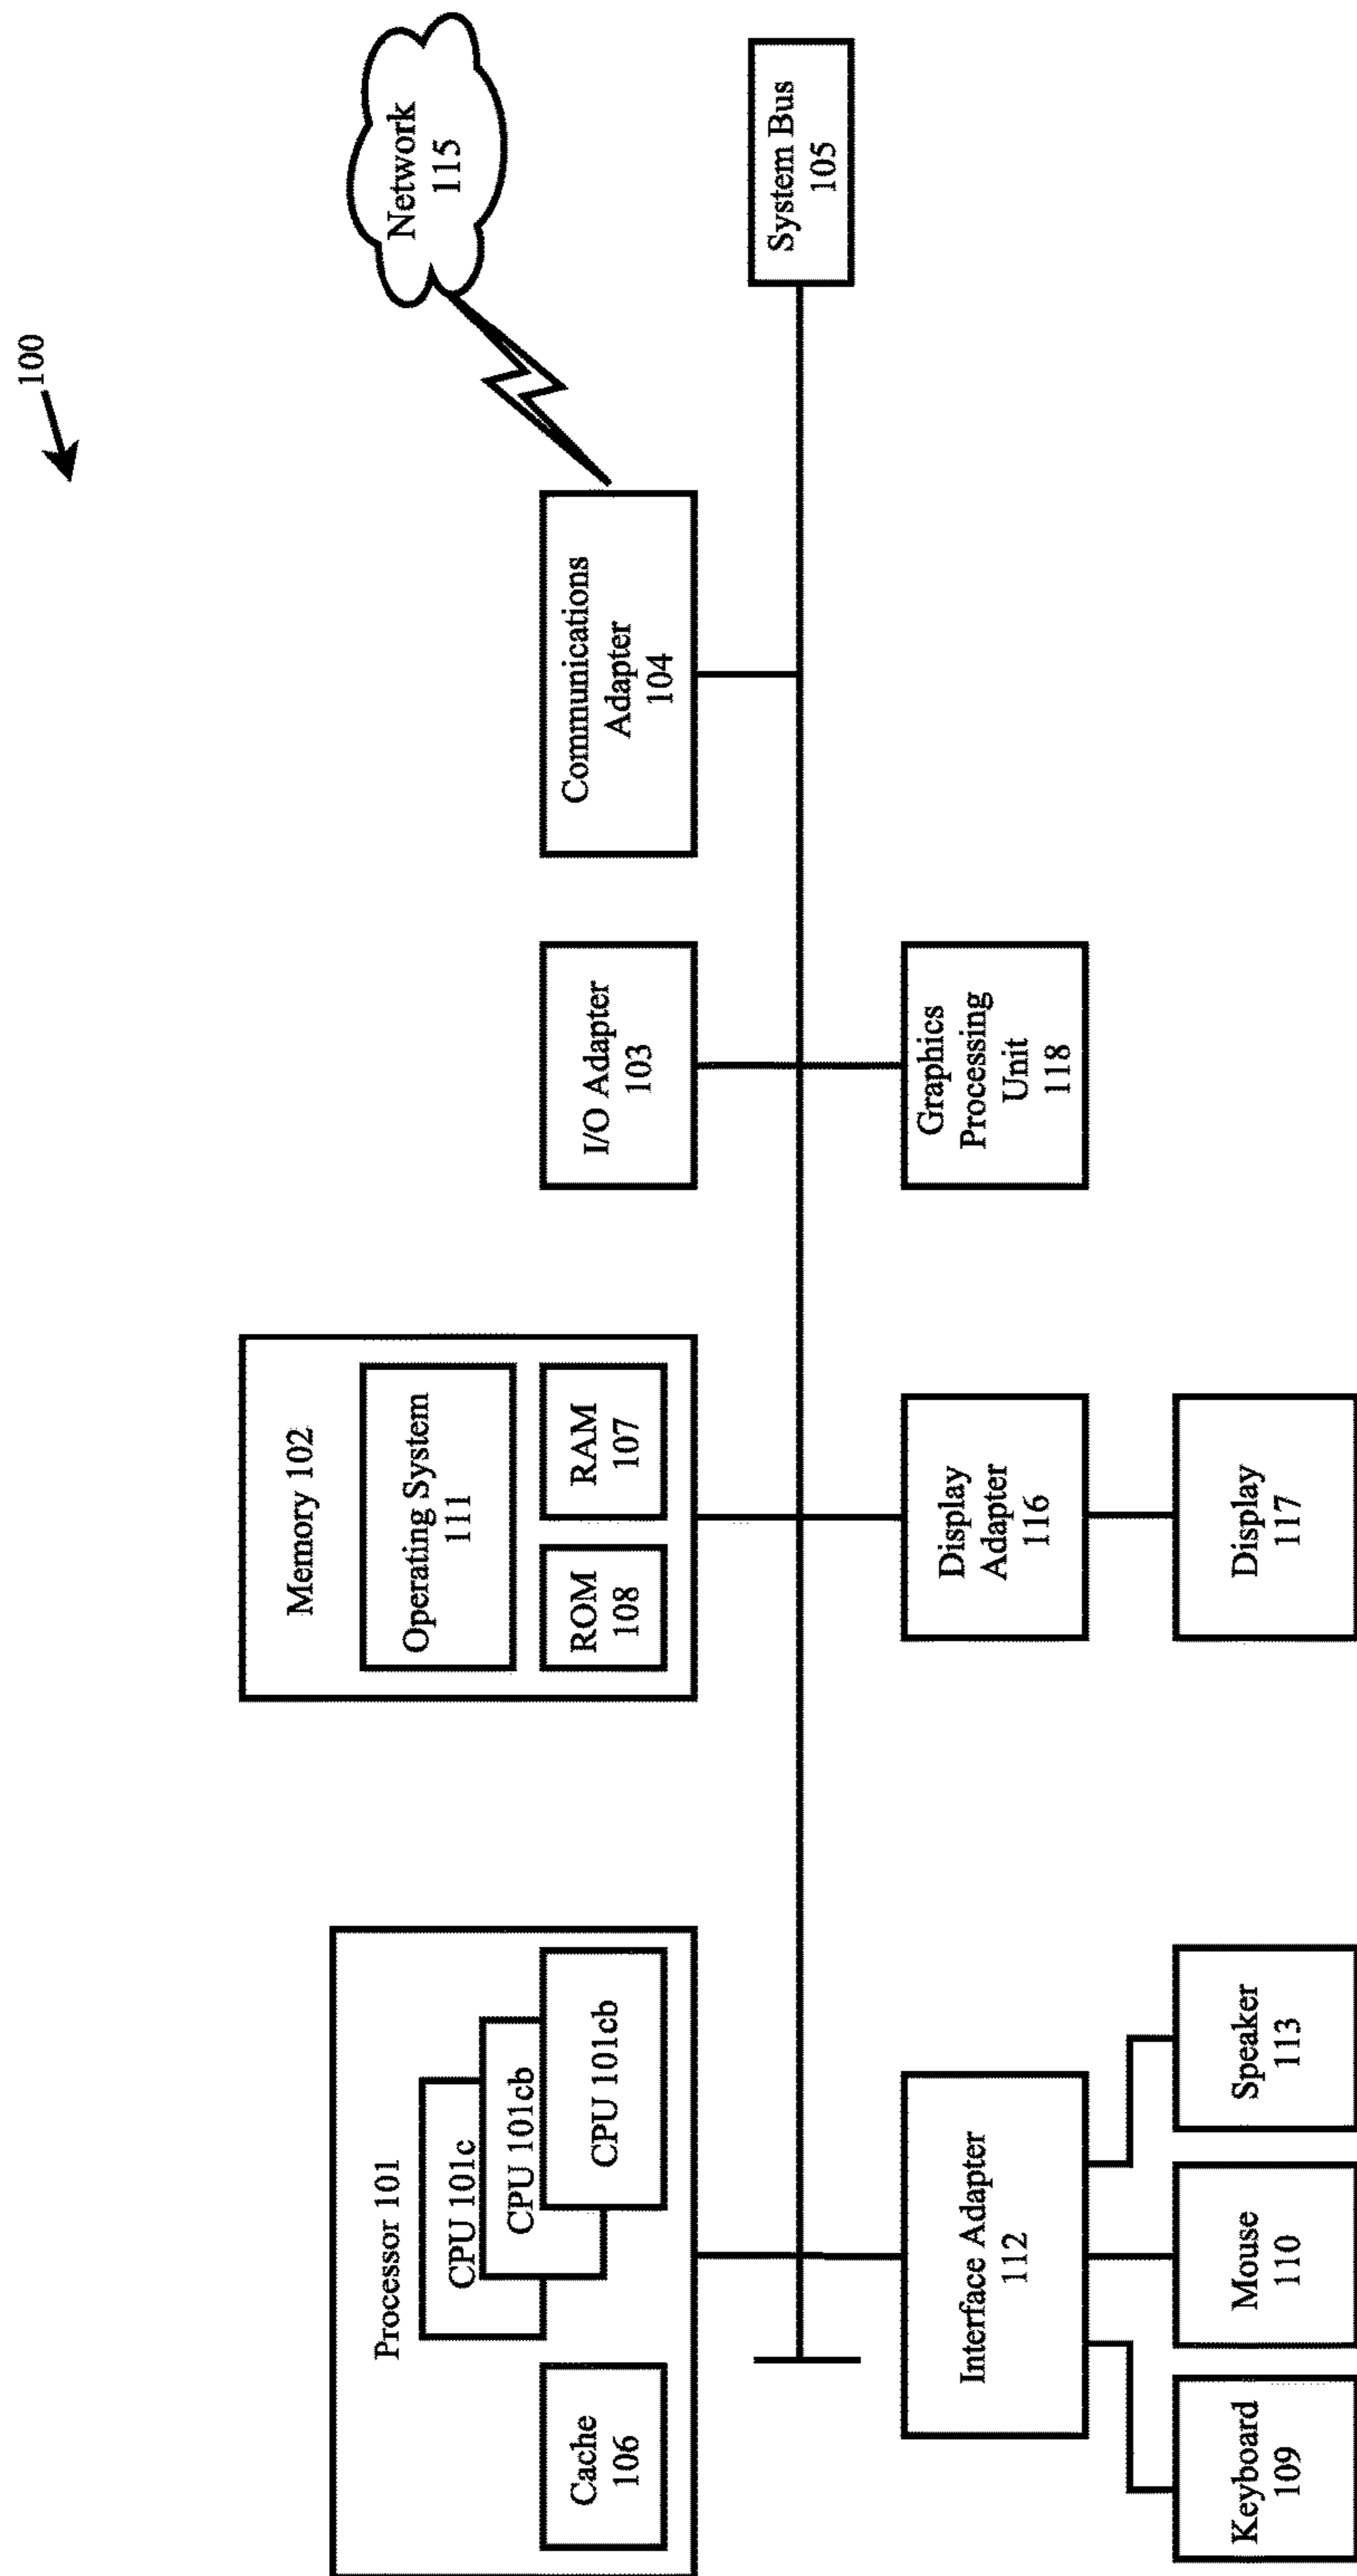 100
Processor 101
CPU 101c
CPU 101cb
CPU 101cb
Cache
106
Memory 102
Operating System
111
ROM
108
RAM
107
I/O Adapter
103
Communications
Adapter
104
Network
115
System Bus
105
Interface Adapter
112
Display
Adapter
116
Graphics
Processing
Unit
118
Keyboard
109
Mouse
110
Speaker
113
Display
117